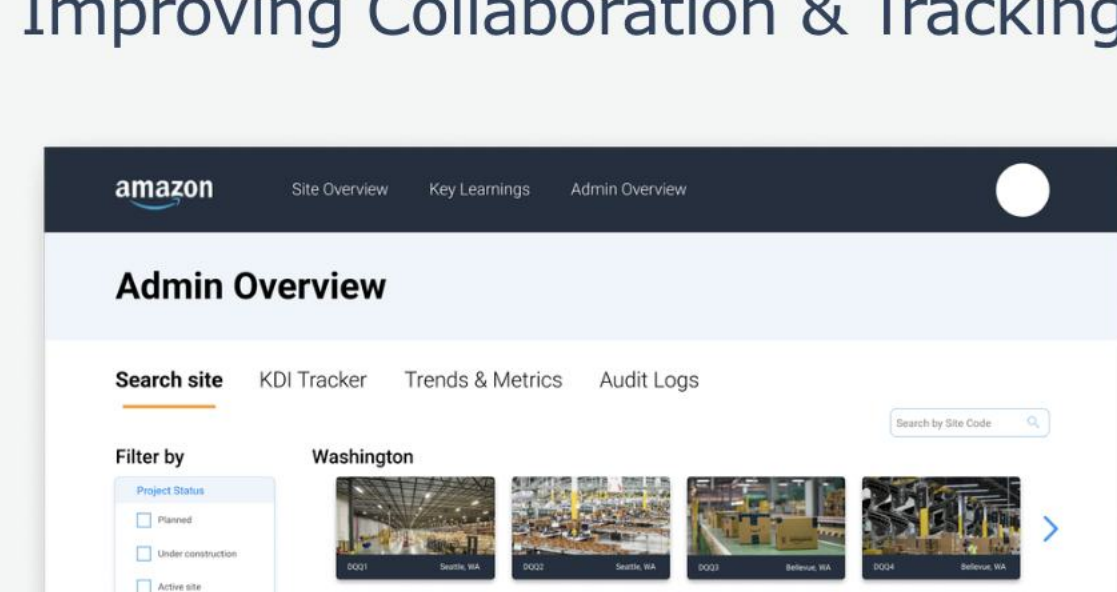 Improving Collaboration & Tracking
amazon
Site Overview Key Learnings Admin Overview
Admin Overview
Search site KDI Tracker Trends & Metrics Audit Logs
Search by Site Code
Filter by
Project Status
Planned
Under construction
Active site
Washington
DQQ1 Seattle, WA
DQQ2 Seattle, WA
DQQ3 Bellevue, WA
DQQ4 Bellevue, WA